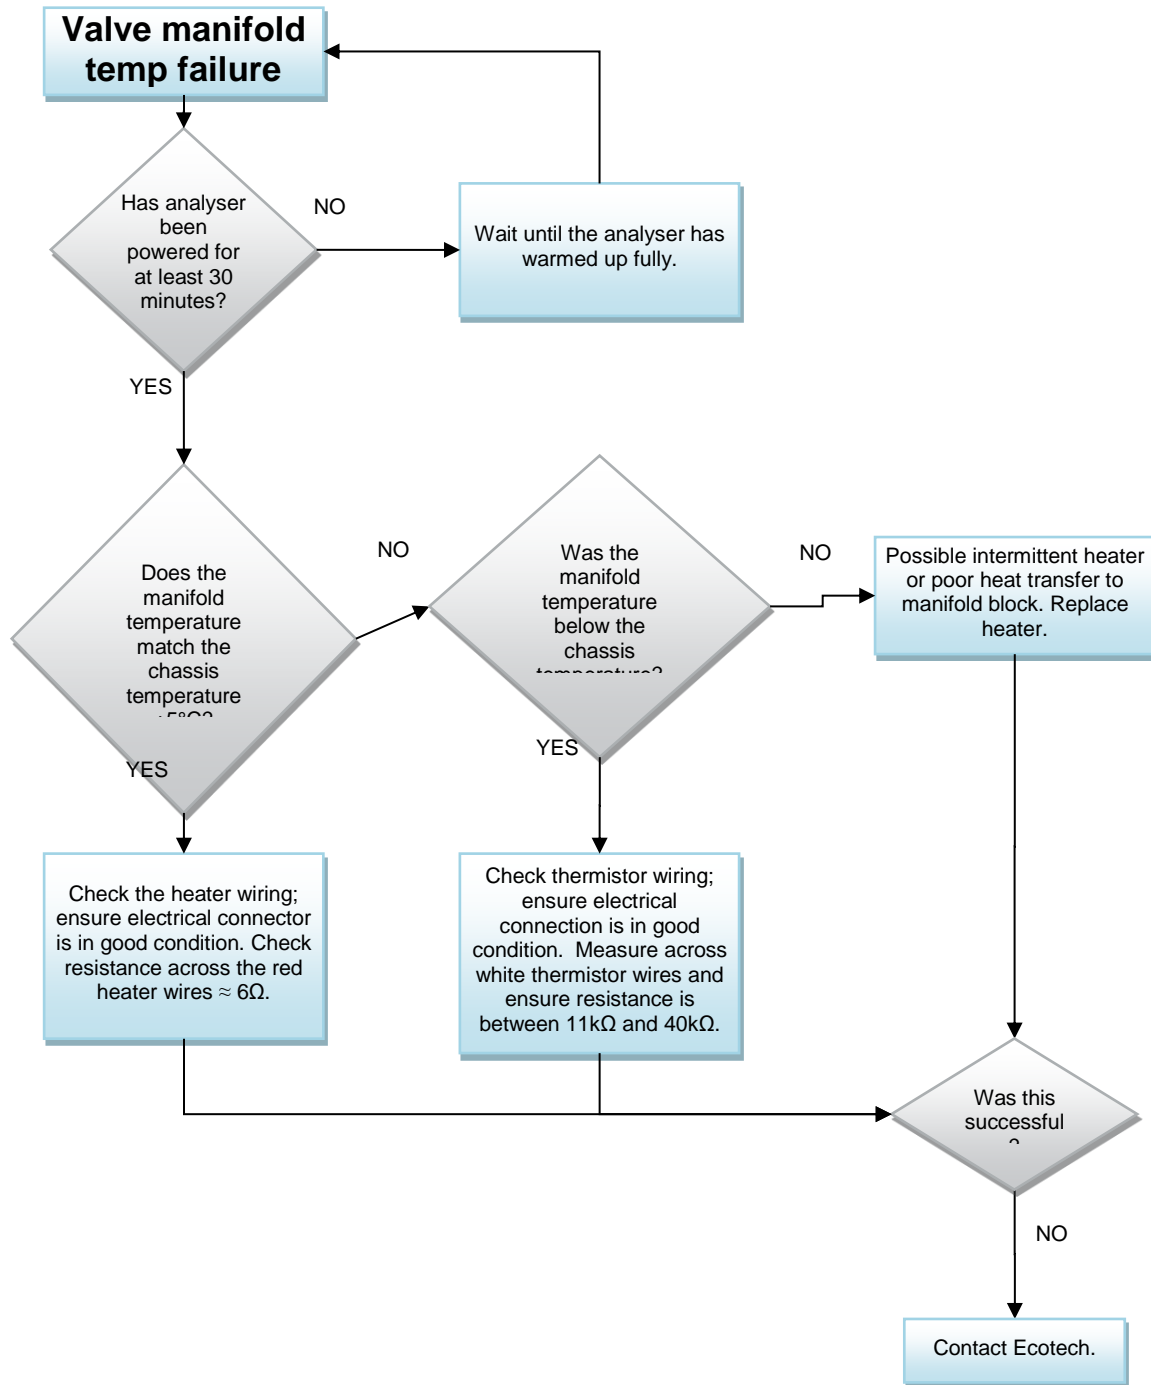 Valve manifold
temp failure
Has analyser
been
powered for
at least 30
minutes?
NO
Wait until the analyser has
warmed up fully.
YES
Does the
manifold
temperature
match the
chassis
temperature
YES
NO
Was the
manifold
temperature
below the
chassis
temperature?
YES
NO
Possible intermittent heater
or poor heat transfer to
manifold block. Replace
heater.
Check the heater wiring;
ensure electrical connector
is in good condition. Check
resistance across the red
heater wires ≈ 6Ω.
Check thermistor wiring;
ensure electrical
connection is in good
condition.  Measure across
white thermistor wires and
ensure resistance is
between 11kΩ and 40kΩ.
Was this
successful
?
NO
Contact Ecotech.